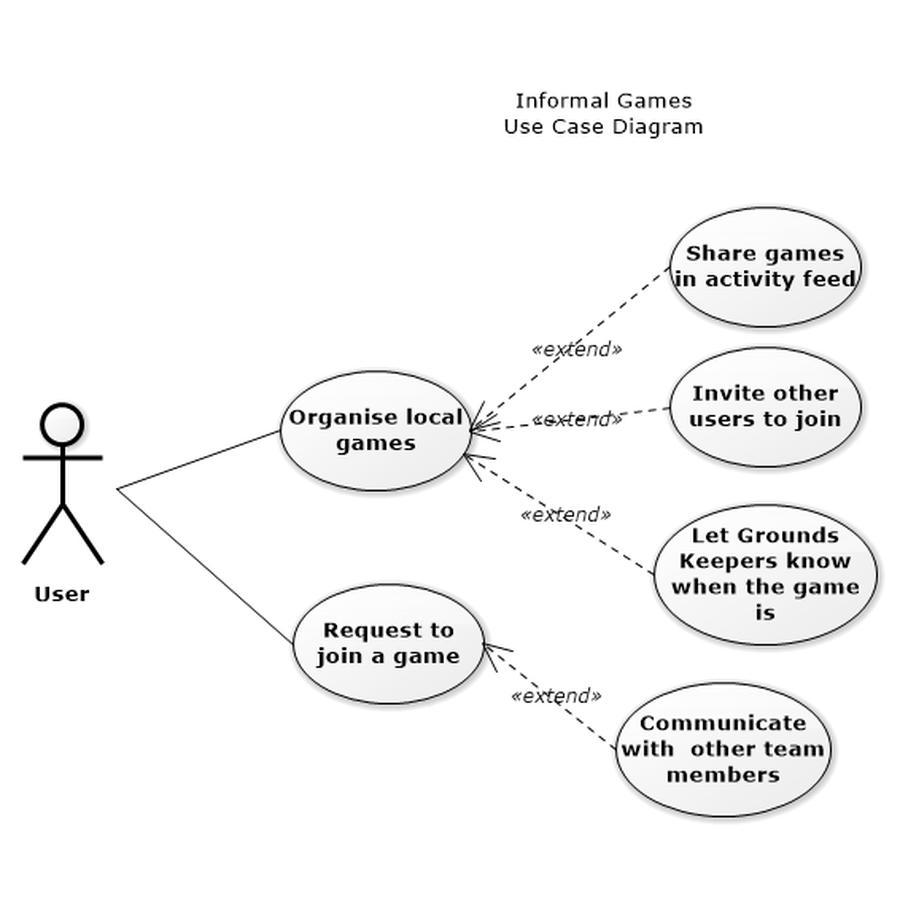 Informal Games
Use Case Diagram
Share games
in activity feed
«extend»
Invite other
users to join
«extend»
Organise local
games
«extend»
Let Grounds
Keepers know
when the game
is
User
Request to
join a game
«extend»
Communicate
with  other team
members